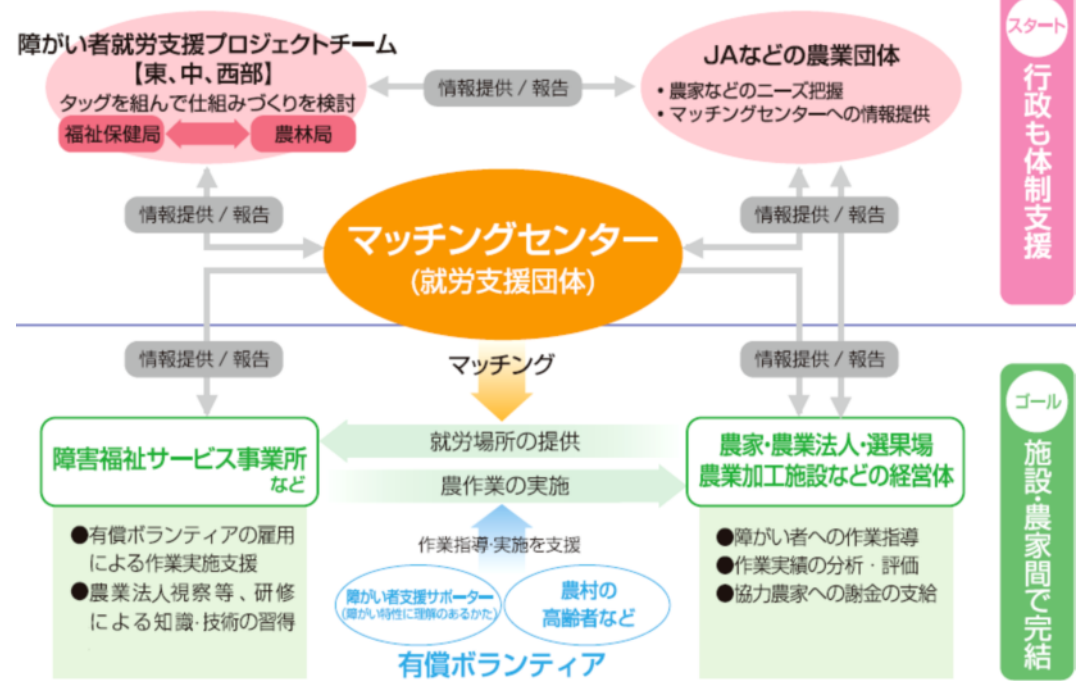 障がい者就労支援プロジェクトチーム
【東、中、西部】
タッグを組んで仕組みづくりを検討
福祉保健局
農林局
情報提供 / 報告
JAなどの農業団体
・農家などのニーズ把握
・マッチングセンターへの情報提供
スタート
行政も体制支援
情報提供 / 報告
マッチングセンター
(就労支援団体)
情報提供 / 報告
情報提供 / 報告
マッチング
情報提供 / 報告
障害福祉サービス事業所
など
就労場所の提供
農作業の実施
農家・農業法人・選果場
農業加工施設などの経営体
ゴール
施設・農家間で完結
●有償ボランティアの雇用
による作業実施支援
●農業法人視察等、研修
による知識・技術の習得
作業指導・実施を支援
障がい者支援サポーター
(障がい特性に理解のあるかた)
農村の
高齢者など
有償ボランティア
●障がい者への作業指導
●作業実績の分析・評価
●協力農家への謝金の支給